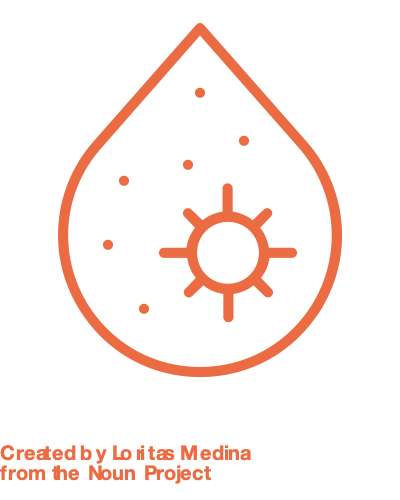 Created by Loritas Medina
from the Noun Project